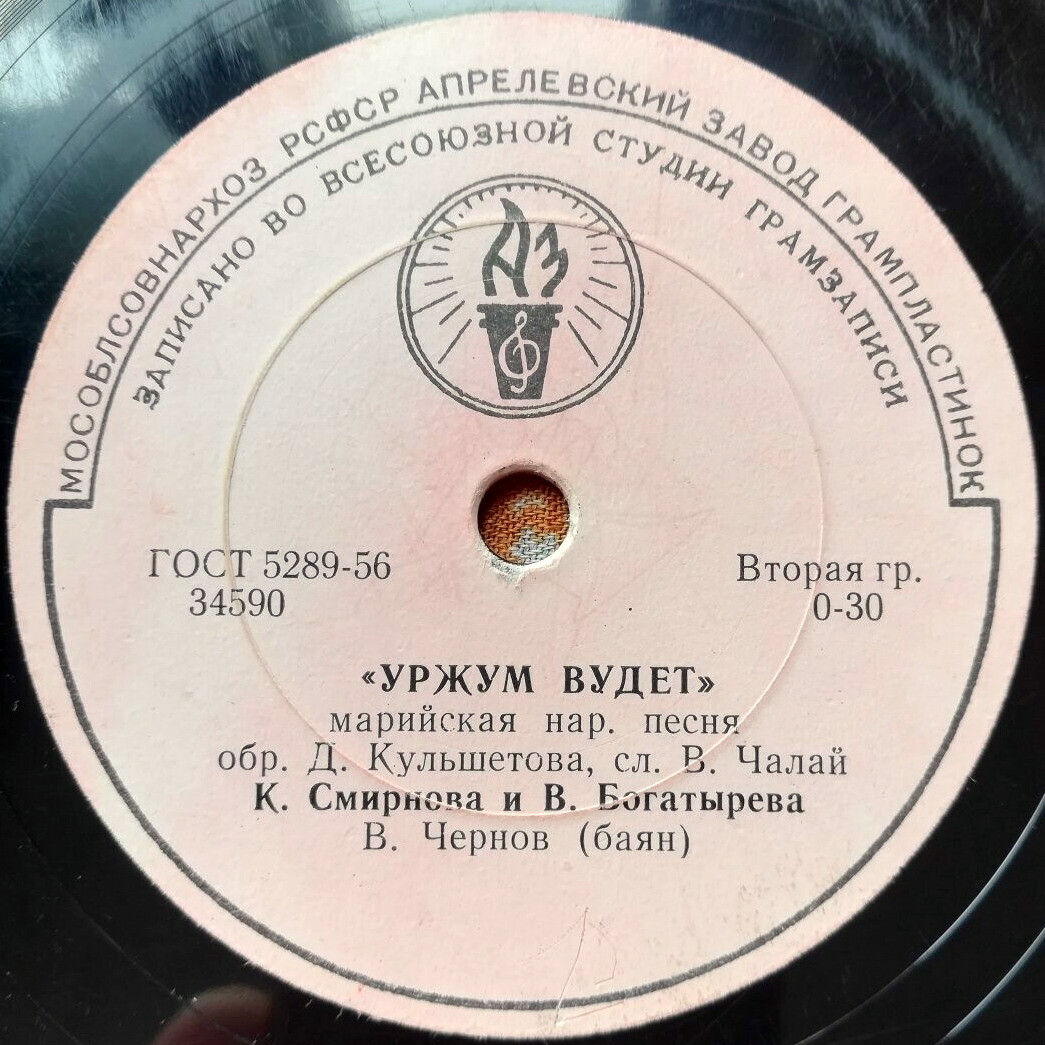 МОСОБЛСОВНАРХОЗ РСФСР АПРЕЛЕВСКИЙ ЗАВОД ГРАМПЛАСТИНОК
ЗАПИСАНО ВО ВСЕСОЮЗНОЙ СТУДИИ ГРАМЗАПИСИ
АЗ
ГОСТ 5289-56
34590
Вторая гр.
0-30
«УРЖУМ ВУДЕТ»
марийская нар. песня
обр. Д. Кульшетова, сл. В. Чалай
К. Смирнова и В. Богатырева
В. Чернов (баян)